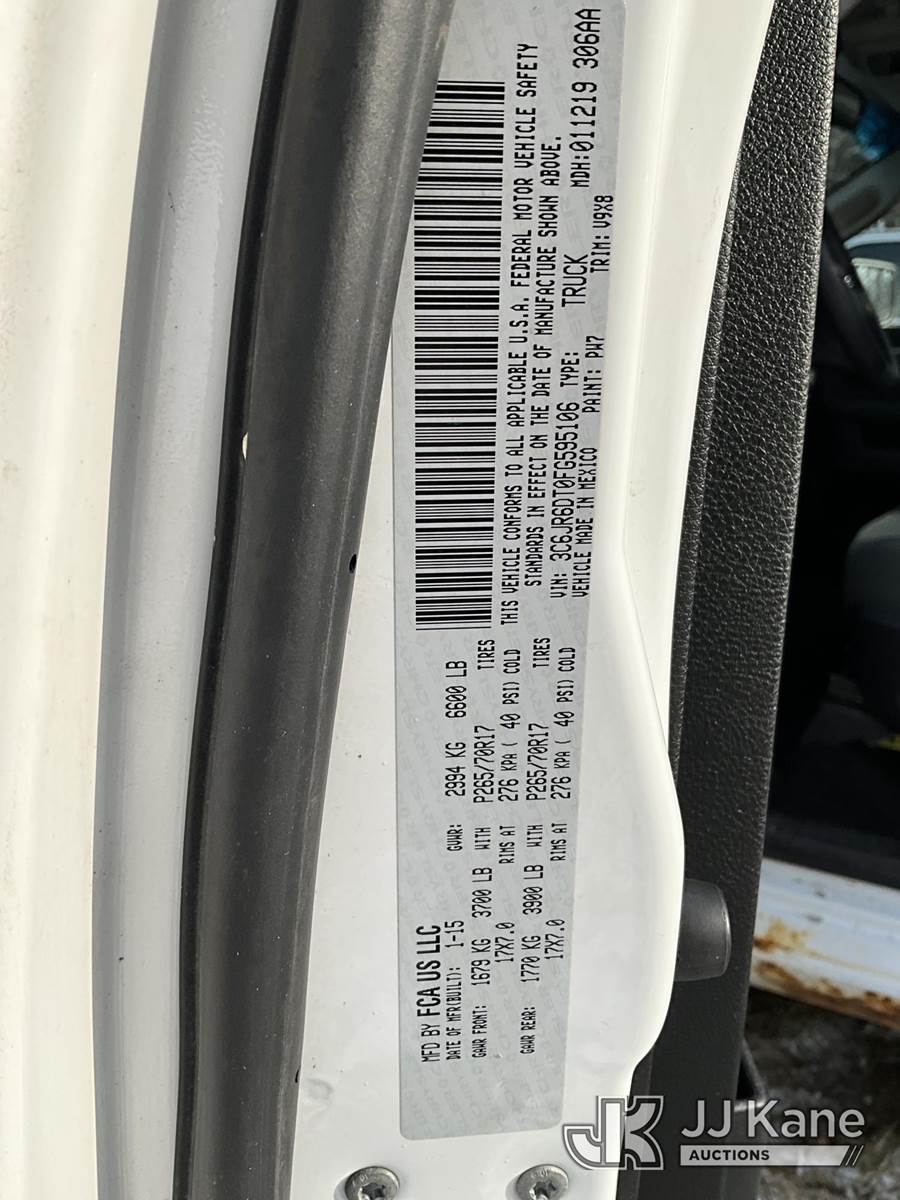 MFD BY FCA US LLC
DATE OF MFR(BUILT): 1-15 GVWR: 2994 KG 6600 LB
GAWR FRONT: 1679 KG 3700 LB WITH P265/70R17 TIRES
17X7.0 RIMS AT 276 KPA ( 40 PSI) COLD
GAWR REAR: 1770 KG 3900 LB WITH P265/70R17 TIRES
17X7.0 RIMS AT 276 KPA ( 40 PSI) COLD
THIS VEHICLE CONFORMS TO ALL APPLICABLE U.S.A. FEDERAL MOTOR VEHICLE SAFETY
STANDARDS IN EFFECT ON THE DATE OF MANUFACTURE SHOWN ABOVE.
VIN: 3C6JR6DT0FG595106 TYPE: TRUCK MDH:011219 306AA
VEHICLE MADE IN MEXICO PAINT: PW7 TRIM: V9X8
JK JJ Kane
AUCTIONS